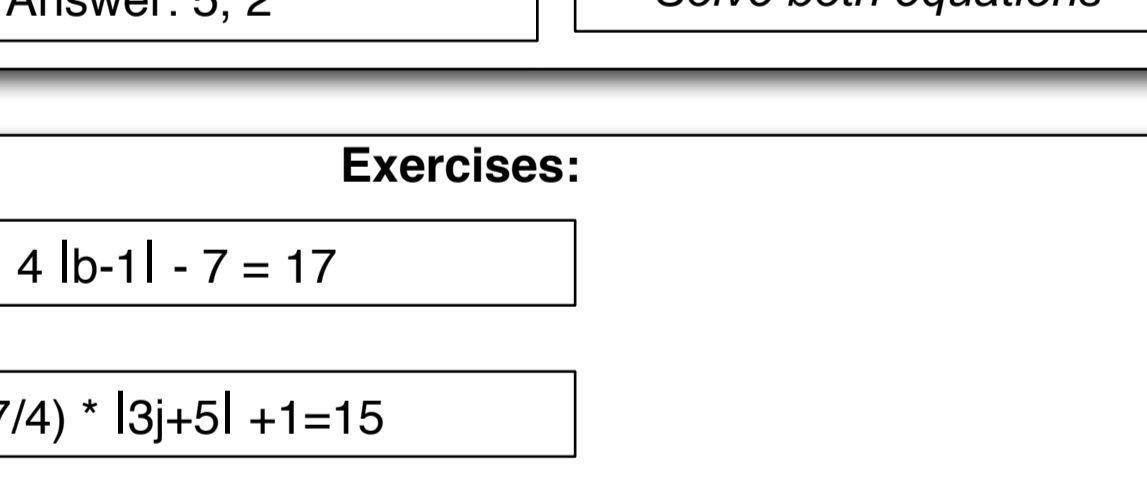 Answer: 5, 2
Solve both equations
Exercises:
4 |b-1| - 7 = 17
7/4) * |3j+5| +1=15